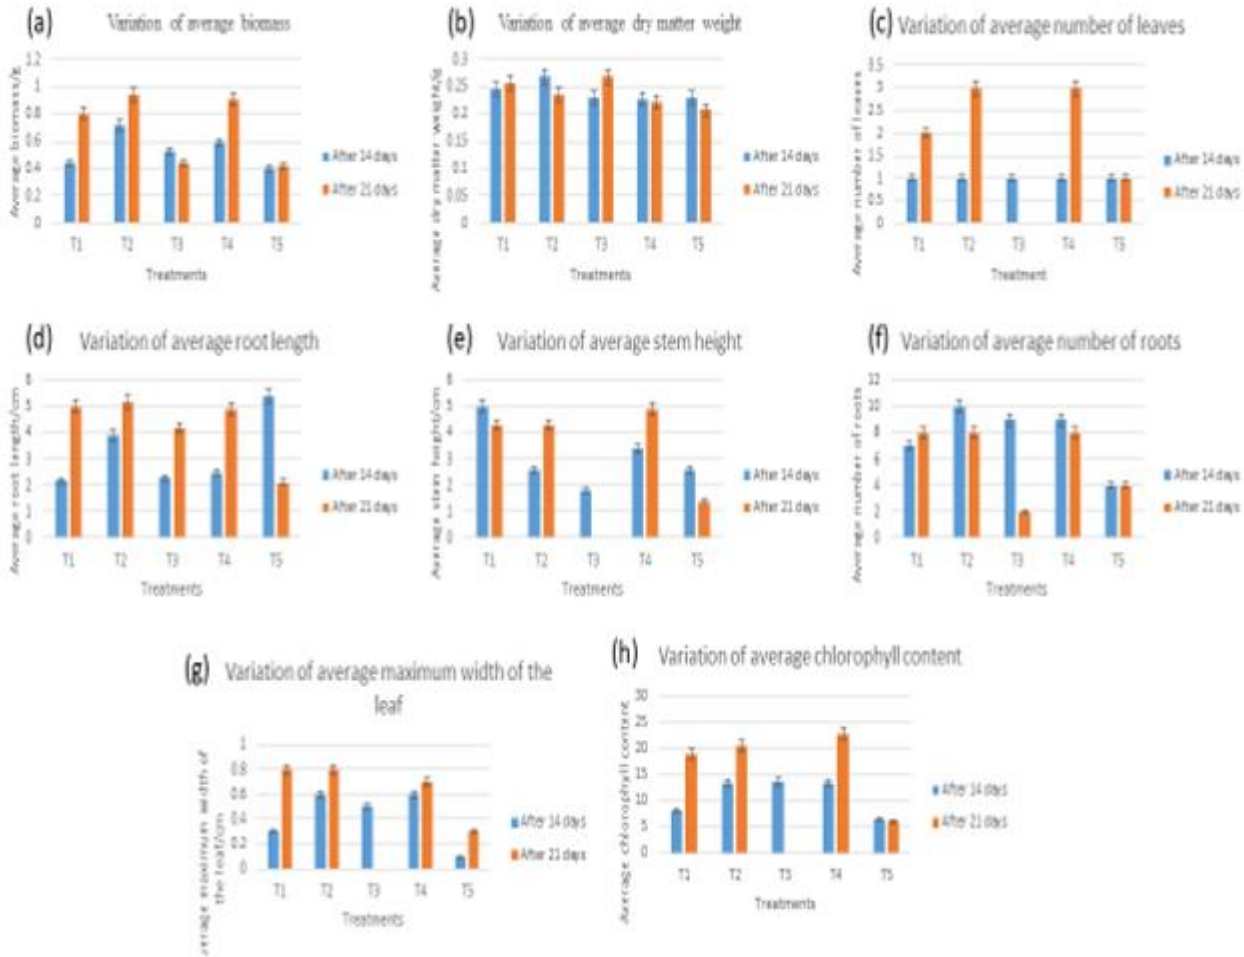 (a) Variation of average biomass
Average biomass/g
1.2
1
0.8
0.6
0.4
0.2
0
T1 T2 T3 T4 T5
Treatments
After 14 days
After 21 days
(b) Variation of average dry matter weight
Average dry matter weight/g
0.3
0.25
0.2
0.15
0.1
0.05
0
T1 T2 T3 T4 T5
Treatments
After 14 days
After 21 days
(c) Variation of average number of leaves
Average number of leaves
3.5
3
2.5
2
1.5
1
0.5
0
T1 T2 T3 T4 T5
Treatment
After 14 days
After 21 days
(d) Variation of average root length
Average root length/cm
6
5
4
3
2
1
0
T1 T2 T3 T4 T5
Treatments
After 14 days
After 21 days
(e) Variation of average stem height
Average stem height/cm
6
5
4
3
2
1
0
T1 T2 T3 T4 T5
Treatments
After 14 days
After 21 days
(f) Variation of average number of roots
Average number of roots
12
10
8
6
4
2
0
T1 T2 T3 T4 T5
Treatments
After 14 days
After 21 days
(g) Variation of average maximum width of the
leaf
verage maximum width of
the leaf/cm
1
0.8
0.6
0.4
0.2
0
T1 T2 T3 T4 T5
Treatments
After 14 days
After 21 days
(h) Variation of average chlorophyll content
Average chlorophyll content
30
25
20
15
10
5
0
T1 T2 T3 T4 T5
Treatments
After 14 days
After 21 days